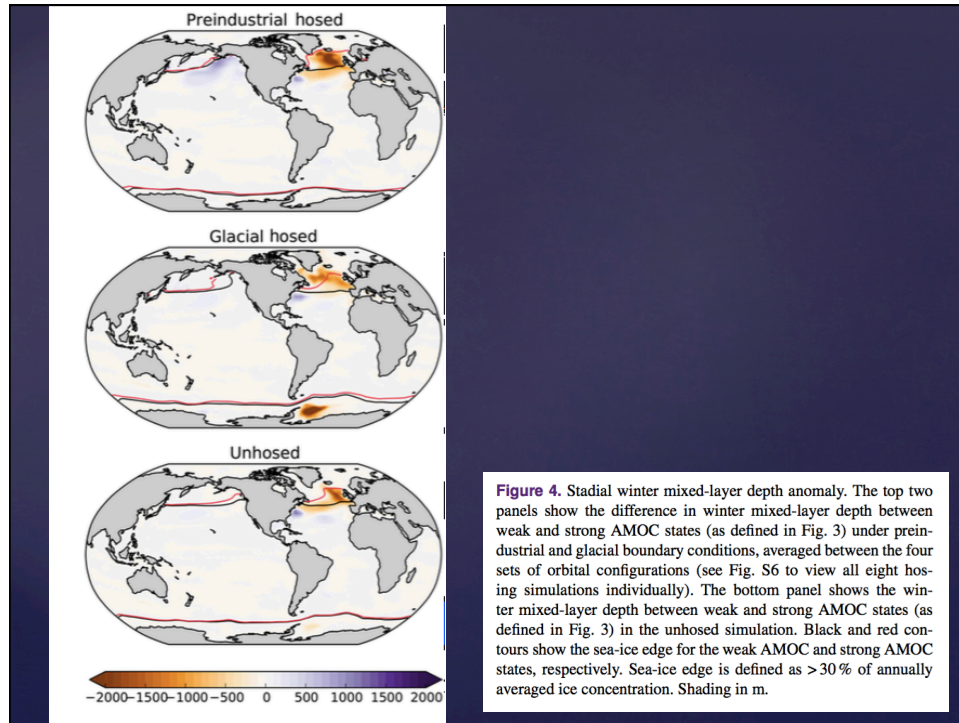 Preindustrial hosed
Glacial hosed
Unhosed
−2000−1500−1000−500 0 500 1000 1500 2000
Figure 4. Stadial winter mixed-layer depth anomaly. The top two
panels show the difference in winter mixed-layer depth between
weak and strong AMOC states (as defined in Fig. 3) under prein-
dustrial and glacial boundary conditions, averaged between the four
sets of orbital configurations (see Fig. S6 to view all eight hos-
ing simulations individually). The bottom panel shows the win-
ter mixed-layer depth between weak and strong AMOC states (as
defined in Fig. 3) in the unhosed simulation. Black and red con-
tours show the sea-ice edge for the weak AMOC and strong AMOC
states, respectively. Sea-ice edge is defined as >30 % of annually
averaged ice concentration. Shading in m.